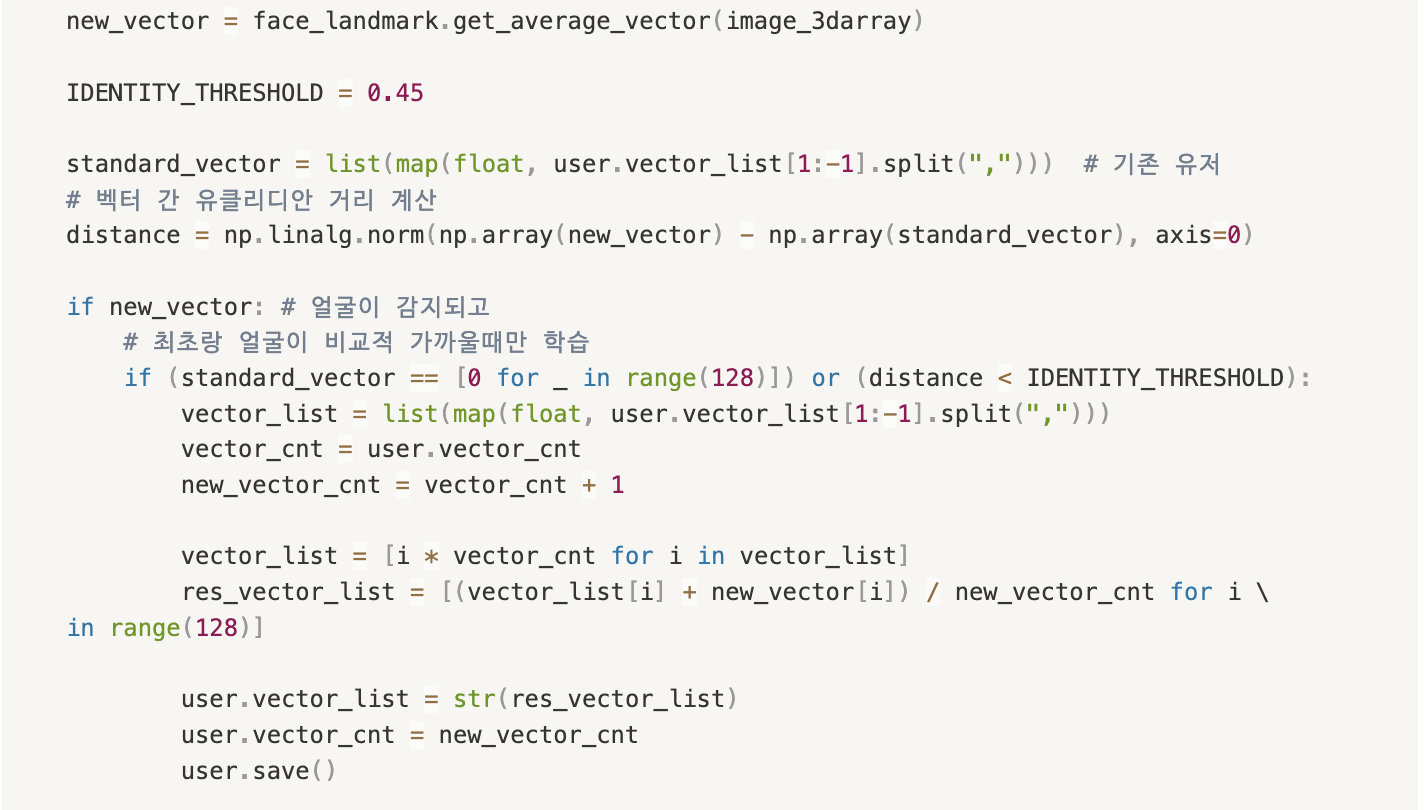 new_vector = face_landmark.get_average_vector(image_3darray)

IDENTITY_THRESHOLD = 0.45

standard_vector = list(map(float, user.vector_list[1:-1].split(",")))  # 기존 유저
# 벡터 간 유클리디안 거리 계산
distance = np.linalg.norm(np.array(new_vector) - np.array(standard_vector), axis=0)

if new_vector: # 얼굴이 감지되고
    # 최초랑 얼굴이 비교적 가까울때만 학습
    if (standard_vector == [0 for _ in range(128)]) or (distance < IDENTITY_THRESHOLD):
        vector_list = list(map(float, user.vector_list[1:-1].split(",")))
        vector_cnt = user.vector_cnt
        new_vector_cnt = vector_cnt + 1

        vector_list = [i * vector_cnt for i in vector_list]
        res_vector_list = [(vector_list[i] + new_vector[i]) / new_vector_cnt for i \
in range(128)]

        user.vector_list = str(res_vector_list)
        user.vector_cnt = new_vector_cnt
        user.save()